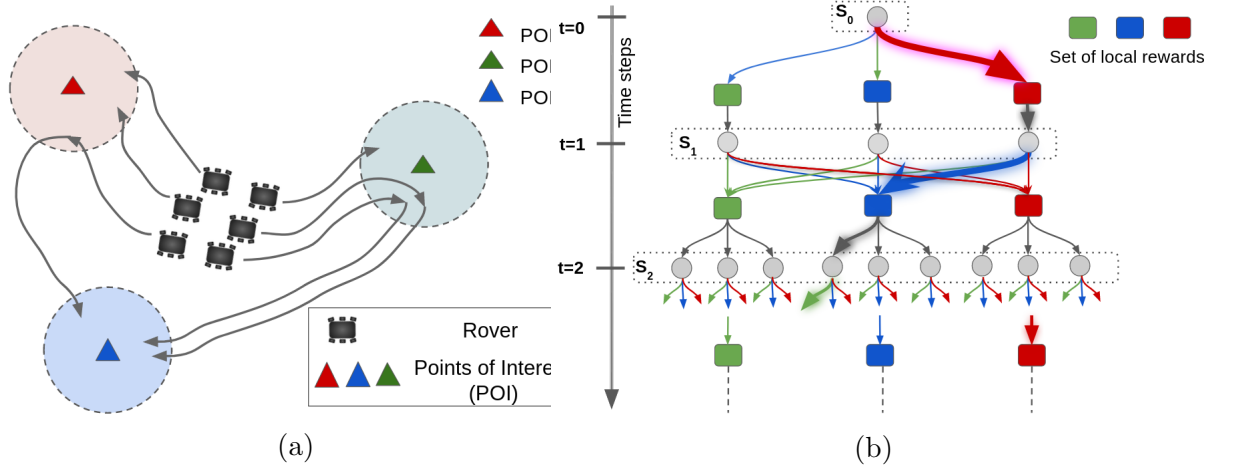 POI
POI
POI
Rover
Points of Intere
(POI)
(a)
Time steps
t=0
t=1
t=2
S0
S1
S2
Set of local rewards
(b)